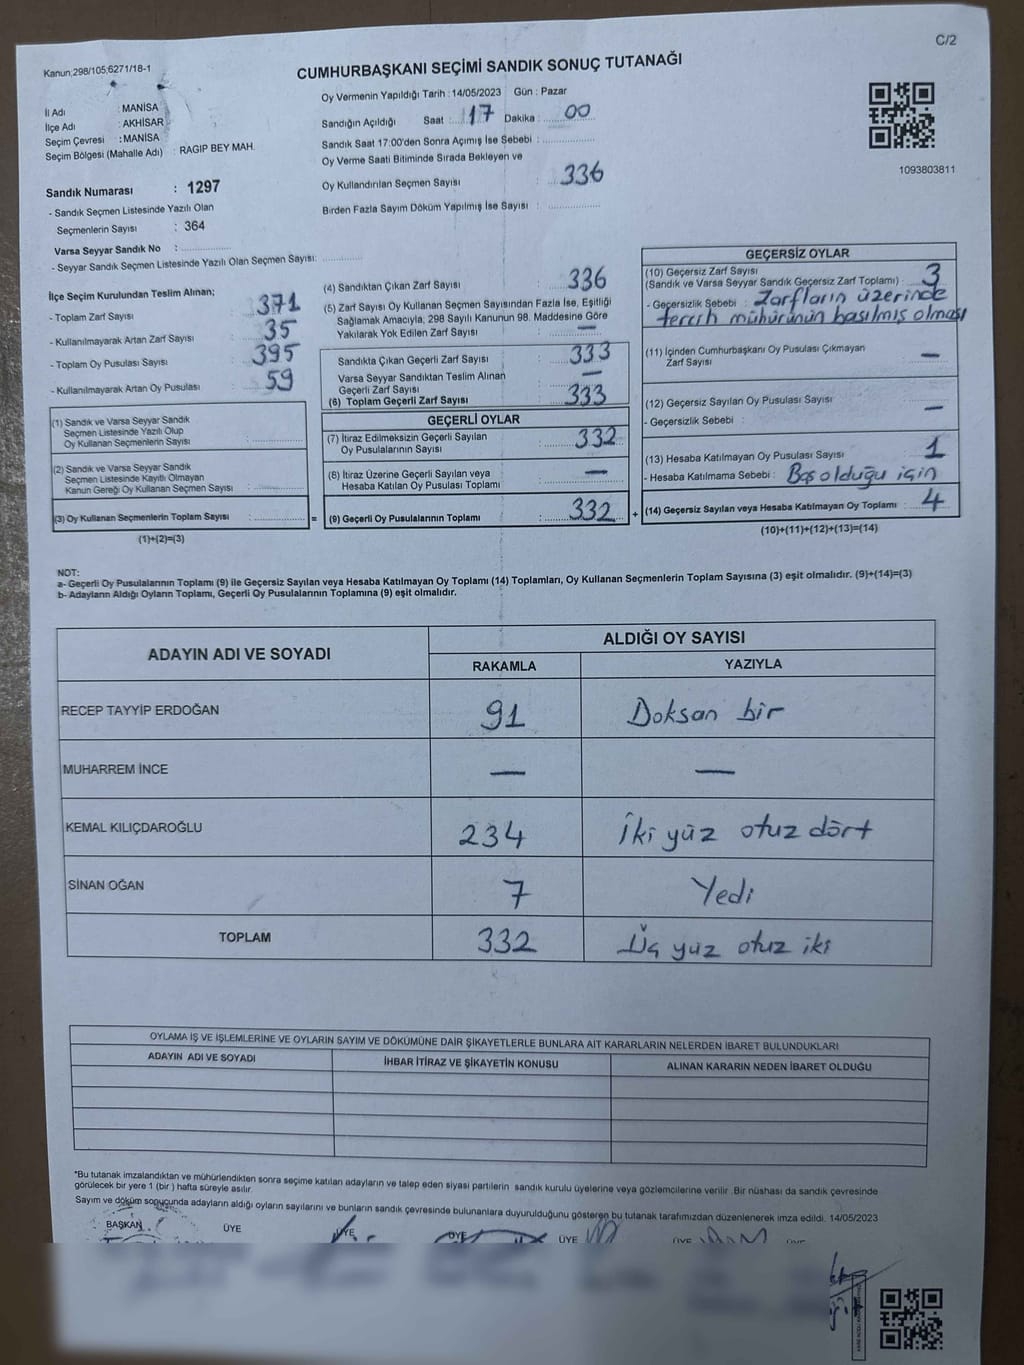 C/2
Kanun;298/105;6271/18-1
CUMHURBAŞKANI SEÇİMİ SANDIK SONUÇ TUTANAĞI
İl Adı : MANİSA
İlçe Adı : AKHİSAR
Seçim Çevresi : MANİSA
Seçim Bölgesi (Mahalle Adı) : RAGIP BEY MAH.
Sandık Numarası : 1297
- Sandık Seçmen Listesinde Yazılı Olan
Seçmenlerin Sayısı : 364
Varsa Seyyar Sandık No :
- Seyyar Sandık Seçmen Listesinde Yazılı Olan Seçmen Sayısı:
Oy Vermenin Yapıldığı Tarih : 14/05/2023 Gün : Pazar
Sandığın Açıldığı Saat : 17 Dakika : 00
Sandık Saat 17:00'den Sonra Açımış İse Sebebi :
Oy Verme Saati Bitiminde Sırada Bekleyen ve
Oy Kullandırılan Seçmen Sayısı : 336
Birden Fazla Sayım Döküm Yapılmış İse Sayısı :
1093803811
İlçe Seçim Kurulundan Teslim Alınan;
- Toplam Zarf Sayısı : 371
- Kullanılmayarak Artan Zarf Sayısı : 35
- Toplam Oy Pusulası Sayısı : 395
- Kullanılmayarak Artan Oy Pusulası : 59
(1) Sandık ve Varsa Seyyar Sandık
Seçmen Listesinde Yazılı Olup
Oy Kullanan Seçmenlerin Sayısı :
(2) Sandık ve Varsa Seyyar Sandık
Seçmen Listesinde Kayıtlı Olmayan
Kanun Gereği Oy Kullanan Seçmen Sayısı :
(3) Oy Kullanan Seçmenlerin Toplam Sayısı :
(1)+(2)=(3)
(4) Sandıktan Çıkan Zarf Sayısı : 336
(5) Zarf Sayısı Oy Kullanan Seçmen Sayısından Fazla İse, Eşitliği
Sağlamak Amacıyla, 298 Sayılı Kanunun 98. Maddesine Göre
Yakılarak Yok Edilen Zarf Sayısı : —
Sandıkta Çıkan Geçerli Zarf Sayısı : 333
Varsa Seyyar Sandıktan Teslim Alınan
Geçerli Zarf Sayısı : —
(6) Toplam Geçerli Zarf Sayısı : 333
GEÇERLİ OYLAR
(7) İtiraz Edilmeksizin Geçerli Sayılan
Oy Pusulalarının Sayısı : 332
(8) İtiraz Üzerine Geçerli Sayılan veya
Hesaba Katılan Oy Pusulası Toplamı : —
= (9) Geçerli Oy Pusulalarının Toplamı : 332 +
GEÇERSİZ OYLAR
(10) Geçersiz Zarf Sayısı
(Sandık ve Varsa Seyyar Sandık Geçersiz Zarf Toplamı) : 3
- Geçersizlik Sebebi : Zarfların üzerinde
tercih mühürünün basılmış olması
(11) İçinden Cumhurbaşkanı Oy Pusulası Çıkmayan
Zarf Sayısı : —
(12) Geçersiz Sayılan Oy Pusulası Sayısı : —
- Geçersizlik Sebebi :
(13) Hesaba Katılmayan Oy Pusulası Sayısı : 1
- Hesaba Katılmama Sebebi : Boş olduğu için
(14) Geçersiz Sayılan veya Hesaba Katılmayan Oy Toplamı : 4
(10)+(11)+(12)+(13)=(14)
NOT:
a- Geçerli Oy Pusulalarının Toplamı (9) ile Geçersiz Sayılan veya Hesaba Katılmayan Oy Toplamı (14) Toplamları, Oy Kullanan Seçmenlerin Toplam Sayısına (3) eşit olmalıdır. (9)+(14)=(3)
b- Adayların Aldığı Oyların Toplamı, Geçerli Oy Pusulalarının Toplamına (9) eşit olmalıdır.
ADAYIN ADI VE SOYADI
ALDIĞI OY SAYISI
RAKAMLA YAZIYLA
RECEP TAYYİP ERDOĞAN 91 Doksan bir
MUHARREM İNCE — —
KEMAL KILIÇDAROĞLU 234 İki yüz otuz dört
SİNAN OĞAN 7 Yedi
TOPLAM 332 Üç yüz otuz iki
OYLAMA İŞ VE İŞLEMLERİNE VE OYLARIN SAYIM VE DÖKÜMÜNE DAİR ŞİKAYETLERLE BUNLARA AİT KARARLARIN NELERDEN İBARET BULUNDUKLARI
ADAYIN ADI VE SOYADI İHBAR İTİRAZ VE ŞİKAYETİN KONUSU ALINAN KARARIN NEDEN İBARET OLDUĞU
*Bu tutanak imzalandıktan ve mühürlendikten sonra seçime katılan adayların ve talep eden siyasi partilerin sandık kurulu üyelerine veya gözlemcilerine verilir. Bir nüshası da sandık çevresinde
görülecek bir yere 1 (bir ) hafta süreyle asılır.
Sayım ve döküm sonucunda adayların aldığı oyların sayılarını ve bunların sandık çevresinde bulunanlara duyurulduğunu gösteren bu tutanak tarafımızdan düzenlenerek imza edildi. 14/05/2023
BAŞKAN ÜYE ÜYE ÜYE ÜYE ÜYE